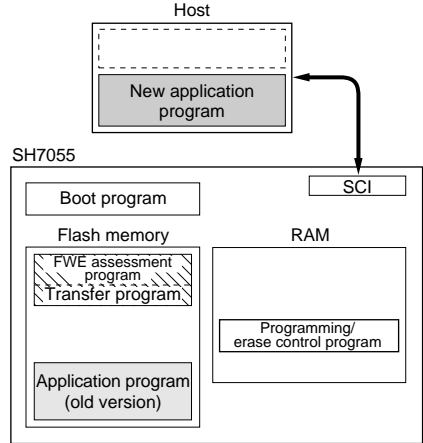 Host
New application
program
SH7055
SCI
Boot program
Flash memory
RAM
FWE assessment
program
Transfer program
Programming/
erase control program
Application program
(old version)